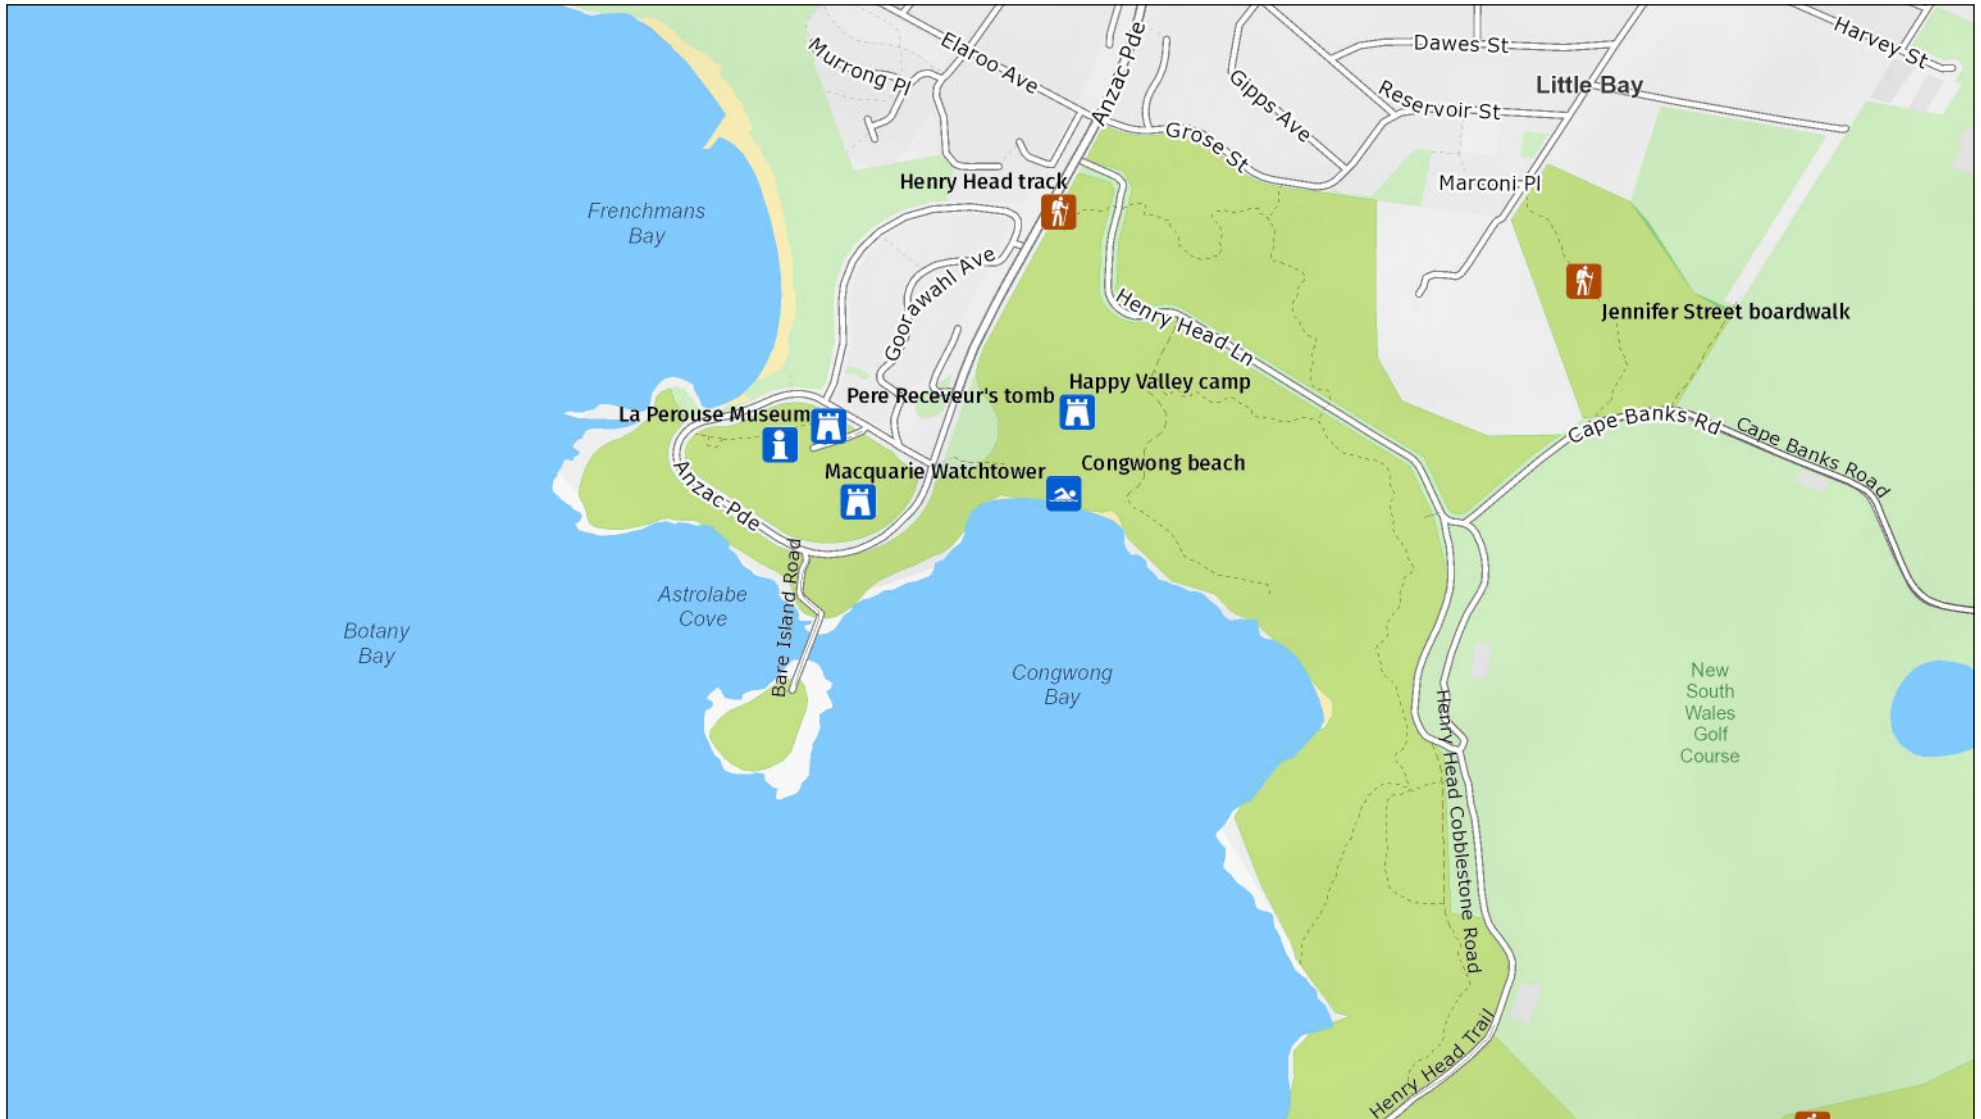 Harvey St
Dawes St
Elaroo Ave
Anzac Pde
Murrong Pl
Little Bay
Gipps Ave
Reservoir St
Grose St
Henry Head track
Marconi Pl
Frenchmans
Bay
Goorawahl Ave
Jennifer Street boardwalk
Henry Head Ln
Happy Valley camp
Pere Receveur's tomb
La Perouse Museum
Cape Banks Rd
Cape Banks Road
Macquarie Watchtower
Congwong beach
Anzac Pde
Bare Island Road
Astrolabe
Cove
Botany
Bay
Congwong
Bay
New
South
Wales
Golf
Course
Henry Head Cobblestone Road
Henry Head Trail